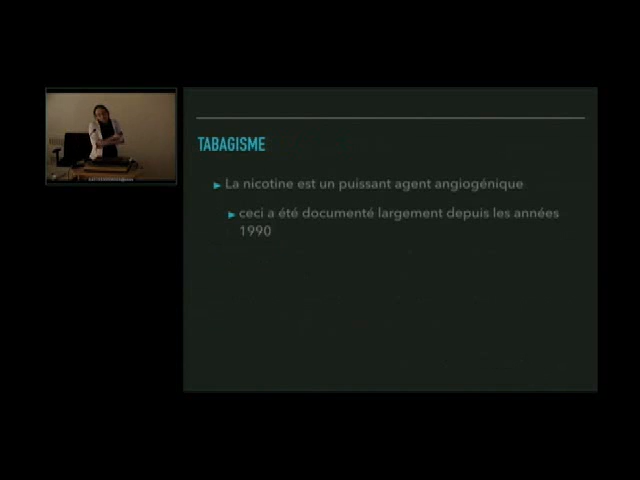 TABAGISME
La nicotine est un puissant agent angiogénique
ceci a été documenté largement depuis les années
1990